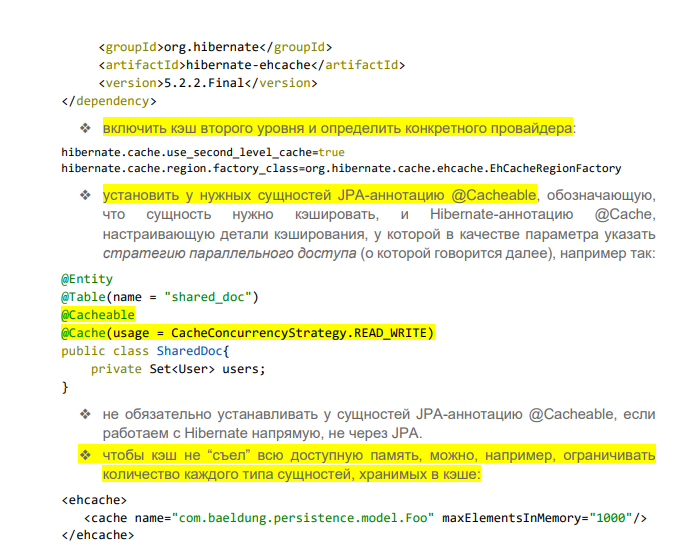 <groupId>org.hibernate</groupId>
<artifactId>hibernate-ehcache</artifactId>
<version>5.2.2.Final</version>
</dependency>
❖ включить кэш второго уровня и определить конкретного провайдера:
hibernate.cache.use_second_level_cache=true
hibernate.cache.region.factory_class=org.hibernate.cache.ehcache.EhCacheRegionFactory
❖ установить у нужных сущностей JPA-аннотацию @Cacheable, обозначающую,
что сущность нужно кэшировать, и Hibernate-аннотацию @Cache,
настраивающую детали кэширования, у которой в качестве параметра указать
стратегию параллельного доступа (о которой говорится далее), например так:
@Entity
@Table(name = "shared_doc")
@Cacheable
@Cache(usage = CacheConcurrencyStrategy.READ_WRITE)
public class SharedDoc{
private Set<User> users;
}
❖ не обязательно устанавливать у сущностей JPA-аннотацию @Cacheable, если
работаем с Hibernate напрямую, не через JPA.
❖ чтобы кэш не “съел” всю доступную память, можно, например, ограничивать
количество каждого типа сущностей, хранимых в кэше:
<ehcache>
<cache name="com.baeldung.persistence.model.Foo" maxElementsInMemory="1000"/>
</ehcache>